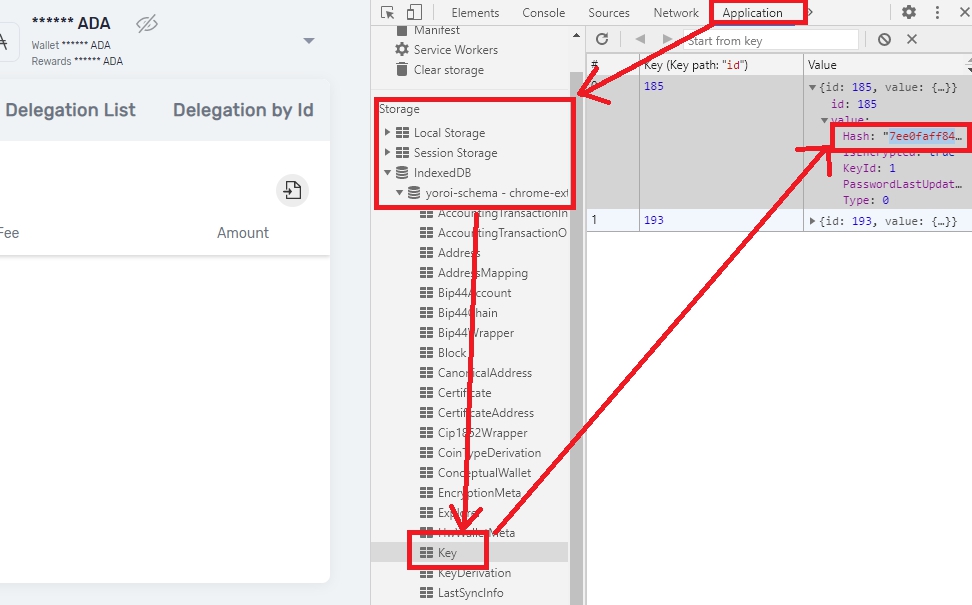 ****** ADA
Wallet ****** ADA
Rewards ****** ADA
Delegation List
Delegation by Id
Fee
Amount
Elements
Console
Sources
Network
Application
Manifest
Service Workers
Clear storage
Storage
Local Storage
Session Storage
IndexedDB
yoroi-schema - chrome-ext
AccountingTransactionIn
AccountingTransactionO
Address
AddressMapping
Bip44Account
Bip44Chain
Bip44Wrapper
Block
CanonicalAddress
Certificate
CertificateAddress
Cip1852Wrapper
CoinTypeDerivation
ConceptualWallet
EncryptionMeta
Explorer
HwWalletMeta
Key
KeyDerivation
LastSyncInfo
Start from key
#
Key (Key path: "id")
Value
0
185
{id: 185, value: {…}}
id: 185
value:
Hash: "7ee0faff84…
IsEncrypted: true
KeyId: 1
PasswordLastUpdat…
Type: 0
1
193
{id: 193, value: {…}}